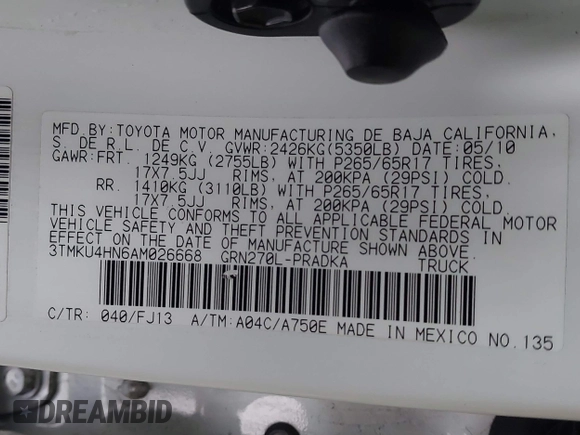 MFD.BY:TOYOTA MOTOR MANUFACTURING DE BAJA CALIFORNIA,
S. DE R.L. DE C.V. GVWR:2426KG(5350LB) DATE:05/10
GAWR:FRT. 1249KG (2755LB) WITH P265/65R17 TIRES,
17X7.5JJ RIMS, AT 200KPA (29PSI) COLD.
RR. 1410KG (3110LB) WITH P265/65R17 TIRES,
17X7.5JJ RIMS, AT 200KPA (29PSI) COLD.
THIS VEHICLE CONFORMS TO ALL APPLICABLE FEDERAL MOTOR
VEHICLE SAFETY AND THEFT PREVENTION STANDARDS IN
EFFECT ON THE DATE OF MANUFACTURE SHOWN ABOVE.
3TMKU4HN6AM026668 GRN270L-PRADKA TRUCK
C/TR: 040/FJ13 A/TM:A04C/A750E MADE IN MEXICO NO.135
DREAMBID